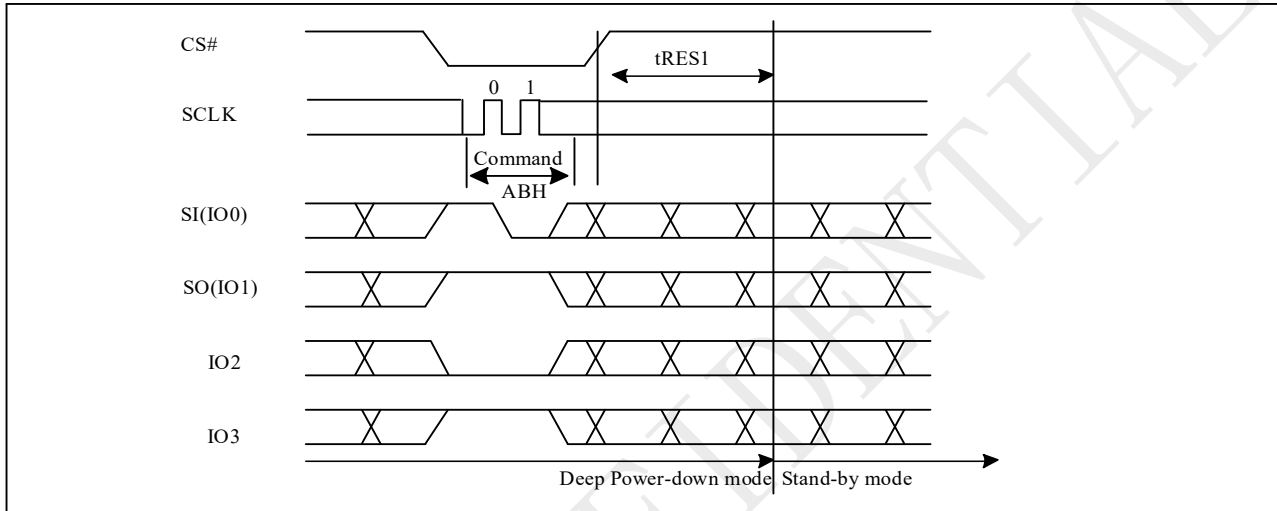 CS#
tRES1
0 1
SCLK
Command
ABH
SI(IO0)
SO(IO1)
IO2
IO3
Deep Power-down mode Stand-by mode
IDENTIAL